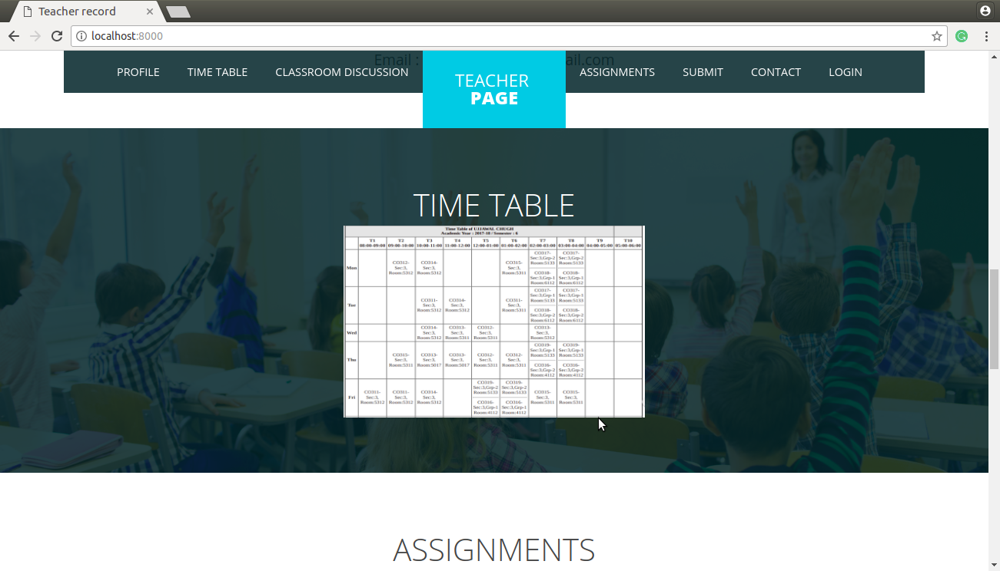 Teacher record
localhost:8000
Email :
ail.com
PROFILE TIME TABLE CLASSROOM DISCUSSION
TEACHER
PAGE
ASSIGNMENTS SUBMIT CONTACT LOGIN
TIME TABLE
Time Table of UJJAWAL CHUGH
Academic Year : 2017-18 / Semester : 6
T1 T2 T3 T4 T5 T6 T7 T8 T9 T10
08:00-09:00 09:00-10:00 10:00-11:00 11:00-12:00 12:00-01:00 01:00-02:00 02:00-03:00 03:00-04:00 04:00-05:00 05:00-06:00
Mon
CO312-
Sec:3,
Room:5312
CO314-
Sec:3,
Room:5312
CO315-
Sec:3,
Room:5311
CO317-
Sec:3,Grp-2
Room:5133
CO318-
Sec:3,Grp-1
Room:6112
CO317-
Sec:3,Grp-2
Room:5133
CO318-
Sec:3,Grp-1
Room:6112
Tue
CO311-
Sec:3,
Room:5312
CO314-
Sec:3,
Room:5312
CO311-
Sec:3,
Room:5311
CO317-
Sec:3,Grp-1
Room:5133
CO318-
Sec:3,Grp-2
Room:6112
CO317-
Sec:3,Grp-1
Room:5133
CO318-
Sec:3,Grp-2
Room:6112
Wed
CO314-
Sec:3,
Room:5312
CO313-
Sec:3,
Room:5311
CO312-
Sec:3,
Room:5311
CO313-
Sec:3,
Room:5312
Thu
CO315-
Sec:3,
Room:5311
CO313-
Sec:3,
Room:5017
CO313-
Sec:3,
Room:5017
CO312-
Sec:3,
Room:5311
CO312-
Sec:3,
Room:5311
CO319-
Sec:3,Grp-1
Room:5133
CO316-
Sec:3,Grp-2
Room:4112
CO319-
Sec:3,Grp-1
Room:5133
CO316-
Sec:3,Grp-2
Room:4112
Fri
CO311-
Sec:3,
Room:5312
CO311-
Sec:3,
Room:5312
CO314-
Sec:3,
Room:5312
CO319-
Sec:3,Grp-2
Room:5133
CO316-
Sec:3,Grp-1
Room:4112
CO319-
Sec:3,Grp-2
Room:5133
CO316-
Sec:3,Grp-1
Room:4112
CO315-
Sec:3,
Room:5311
CO315-
Sec:3,
Room:5311
ASSIGNMENTS